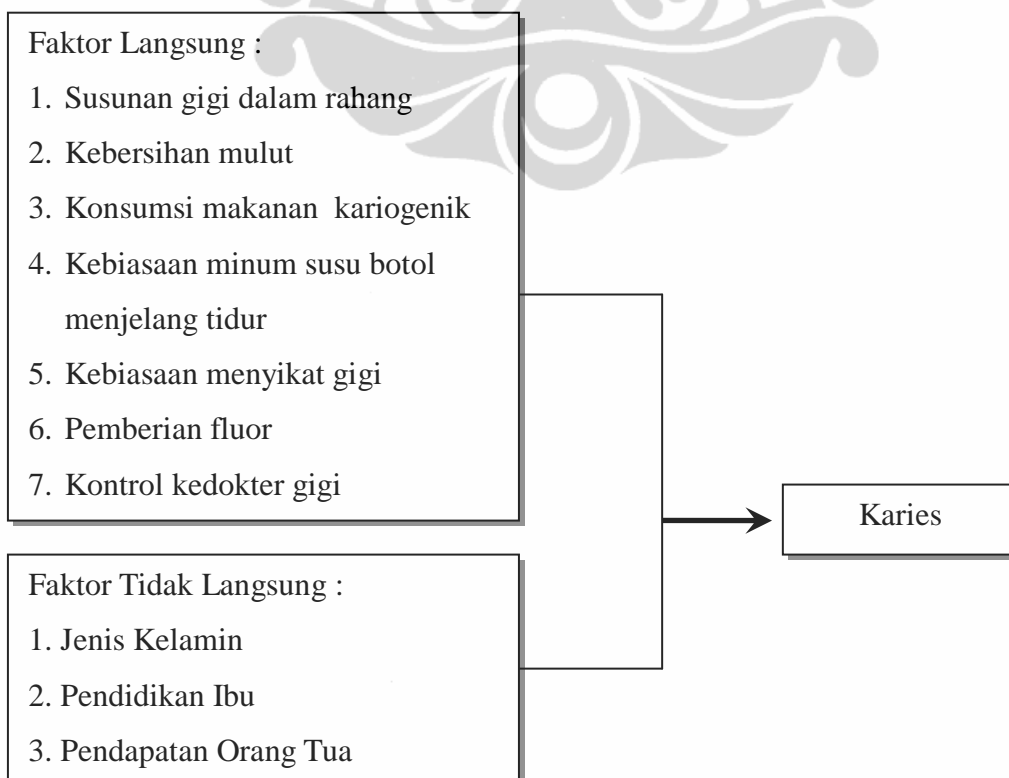 Faktor Langsung :
1. Susunan gigi dalam rahang
2. Kebersihan mulut
3. Konsumsi makanan kariogenik
4. Kebiasaan minum susu botol
menjelang tidur
5. Kebiasaan menyikat gigi
6. Pemberian fluor
7. Kontrol kedokter gigi
Karies
Faktor Tidak Langsung :
1. Jenis Kelamin
2. Pendidikan Ibu
3. Pendapatan Orang Tua